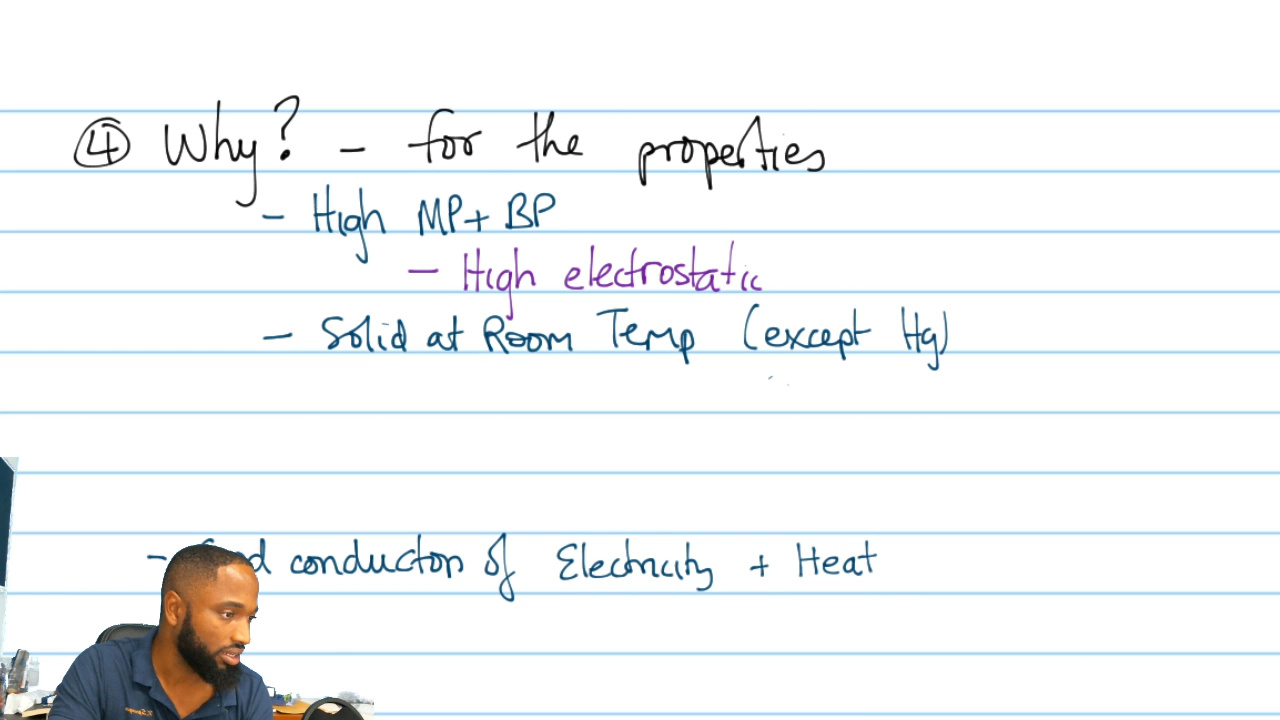 ④ Why? - for the properties
- High MP + BP
- High electrostatic
- Solid at Room Temp (except Hg)
- conductor of Electricity + Heat